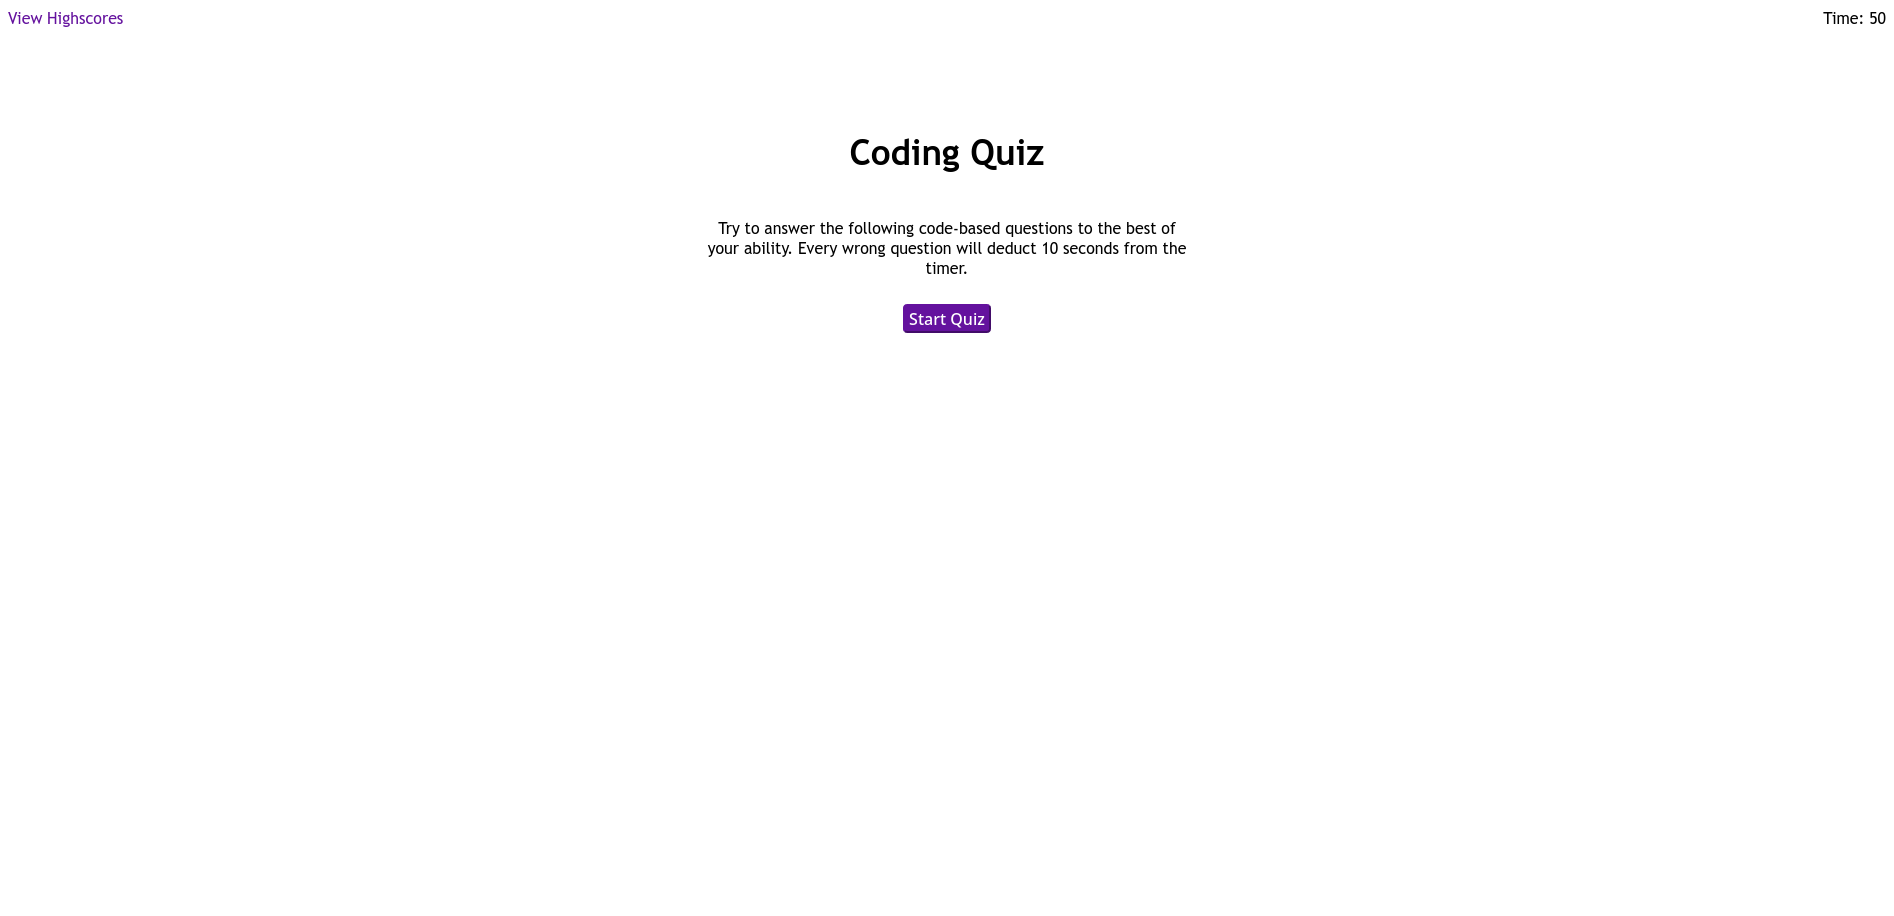 View Highscores
Time: 50
Coding Quiz
Try to answer the following code-based questions to the best of
your ability. Every wrong question will deduct 10 seconds from the
timer.
Start Quiz